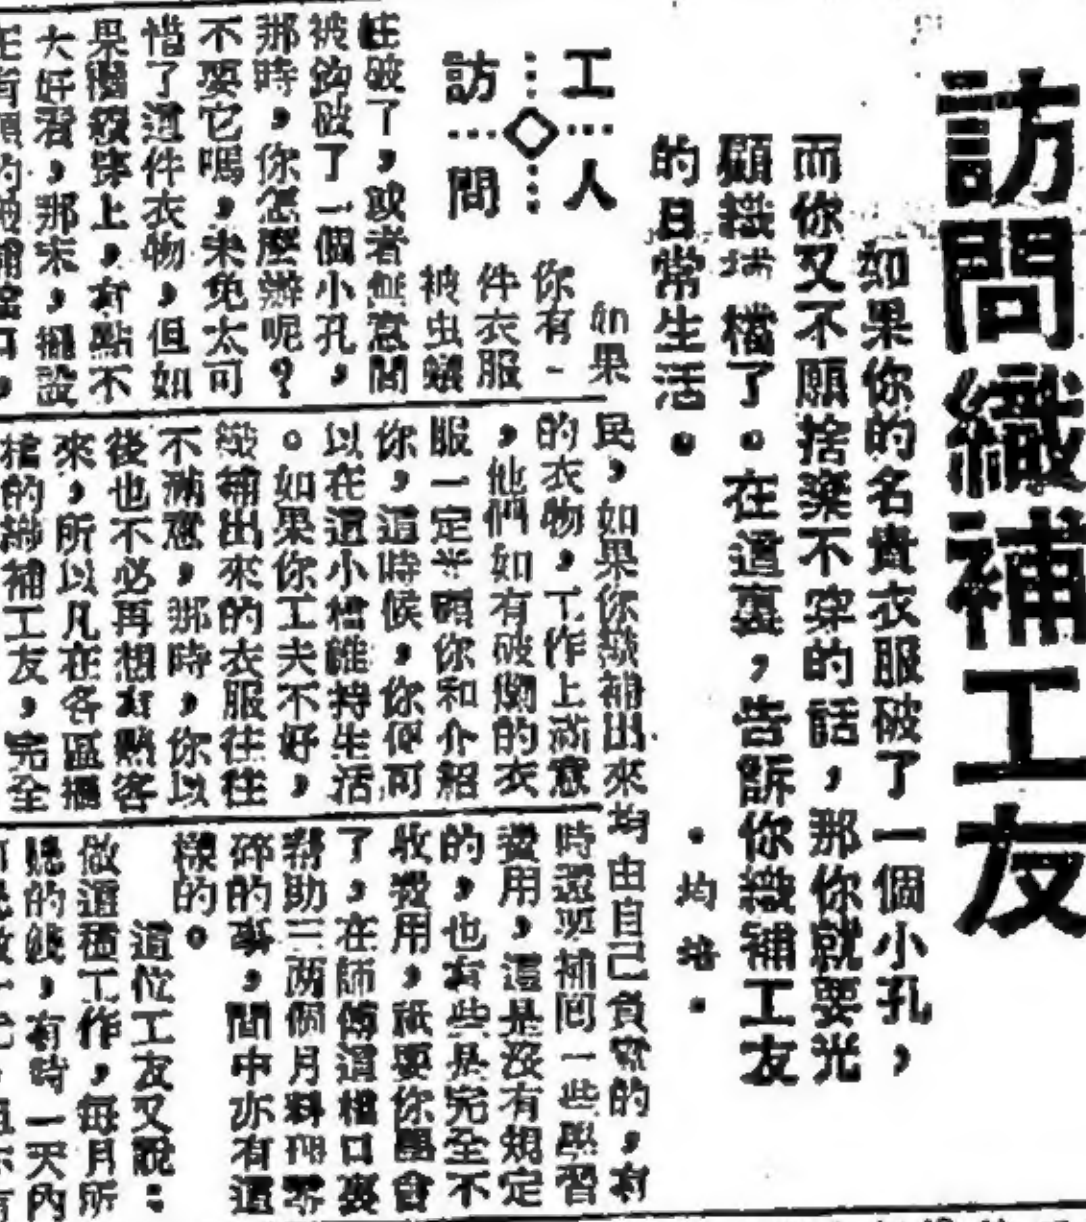 訪問織補工友
如果你的名貴衣服破了一個小孔，
而你又不願捨棄不穿的話，那你就要光
顧織補檔了。在這裏，告訴你織補工友
的日常生活。
·均培·
工人
訪問
如果
你有一
件衣服
被虫蟻
蛀破了，或者無意間
被鈎破了一個小孔，
那時，你怎麼辦呢？
不要它嗎，未免太可
惜了這件衣物，但如
果繼續穿上，有點不
大好看，那末，擺設
民，如果你織補出來
的衣物，工作上滿意
，他們如有破爛的衣
服一定光顧你和介紹
你，這時候，你便可
以在這小檔維持生活
。如果你工夫不好，
織補出來的衣服往往
不滿意，那時，你以
後也不必再想有點客
來，所以凡在各區擺
檔的織補工友，完全
均由自己負責的，有
時還要補回一些學習
費用，這是沒有規定
的，也有些是完全不
收費用，祇要你學會
了，在師傅這檔口裏
幫助三兩個月料理零
碎的事，間中亦有這
樣的。
這位工友又說：
做這種工作，每月所
的錢，有時一天內